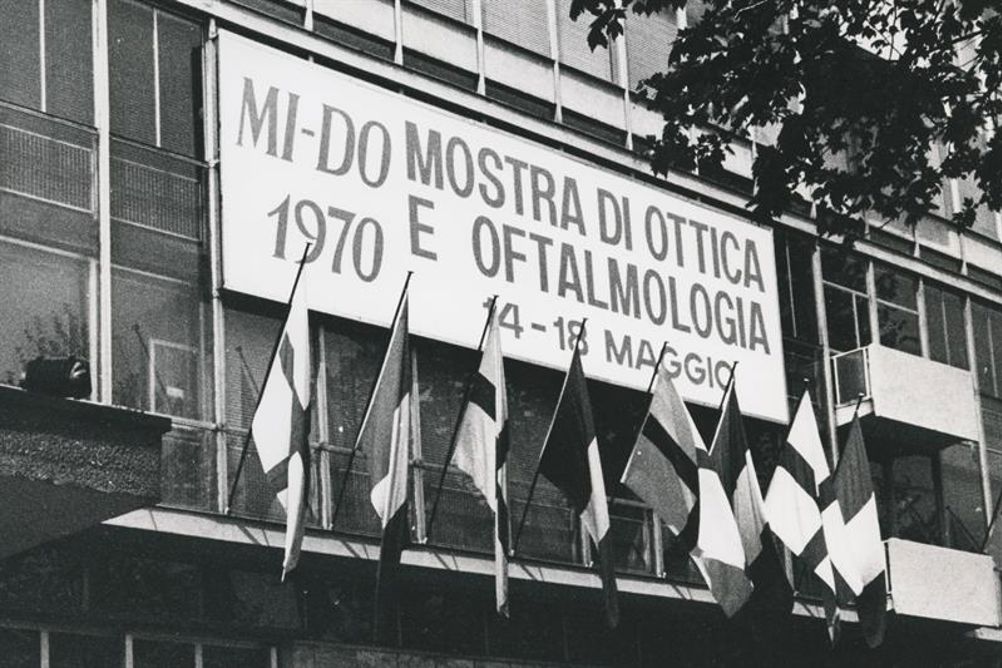 MI-DO MOSTRA DI OTTICA
1970 E OFTALMOLOGIA
14-18 MAGGIO